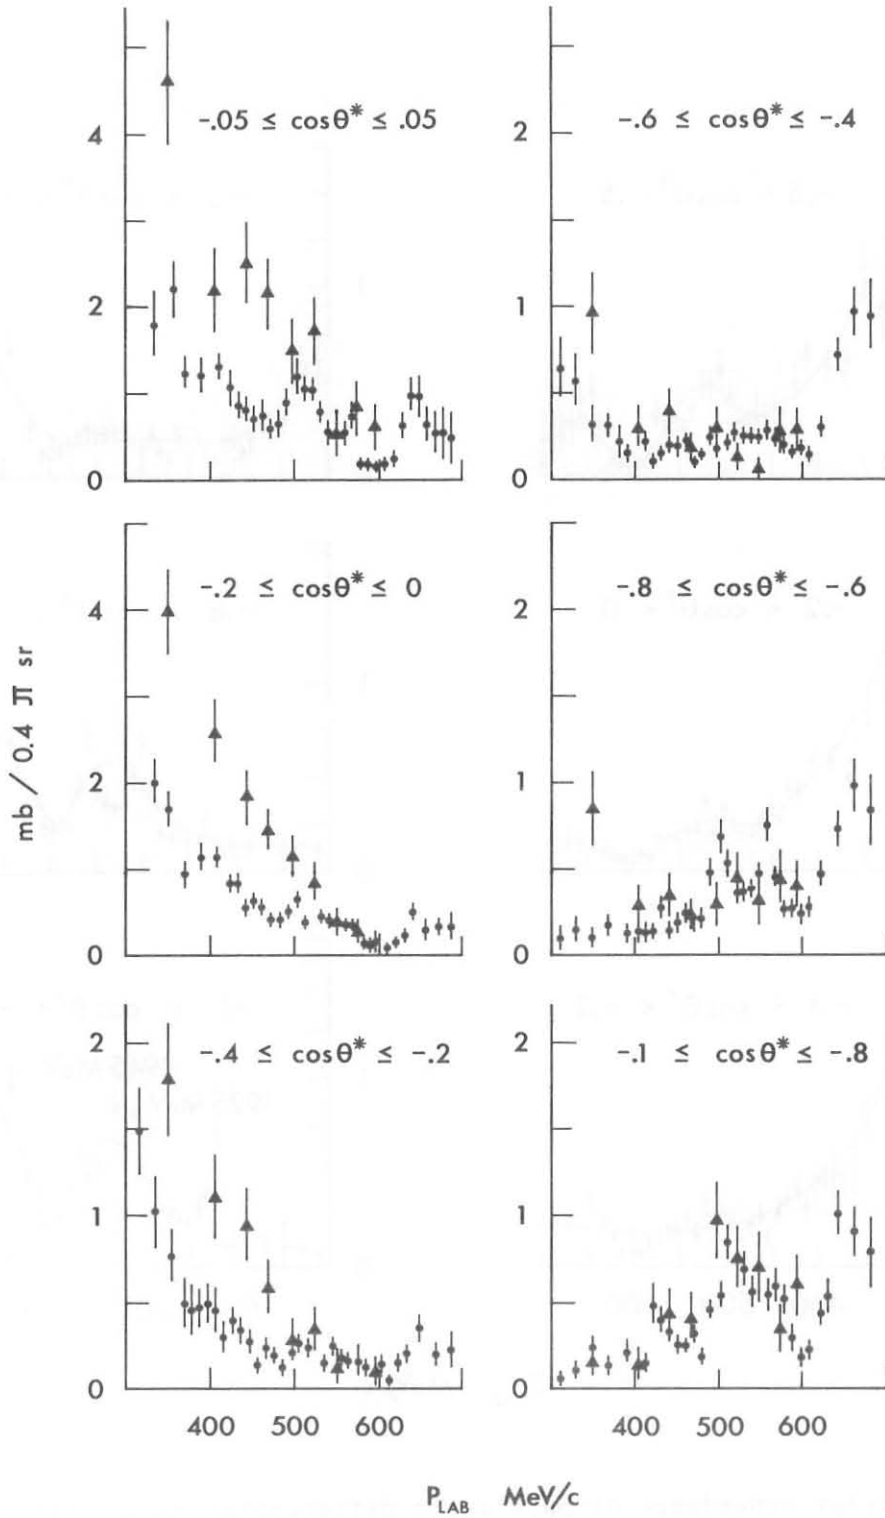 4
2
0
-.05 ≤ cosθ* ≤ .05
2
1
0
-.6 ≤ cosθ* ≤ -.4
4
2
0
-.2 ≤ cosθ* ≤ 0
2
1
0
-.8 ≤ cosθ* ≤ -.6
2
1
0
-.4 ≤ cosθ* ≤ -.2
400 500 600
2
1
0
-.1 ≤ cosθ* ≤ -.8
400 500 600
mb / 0.4 π sr
P_LAB MeV/c